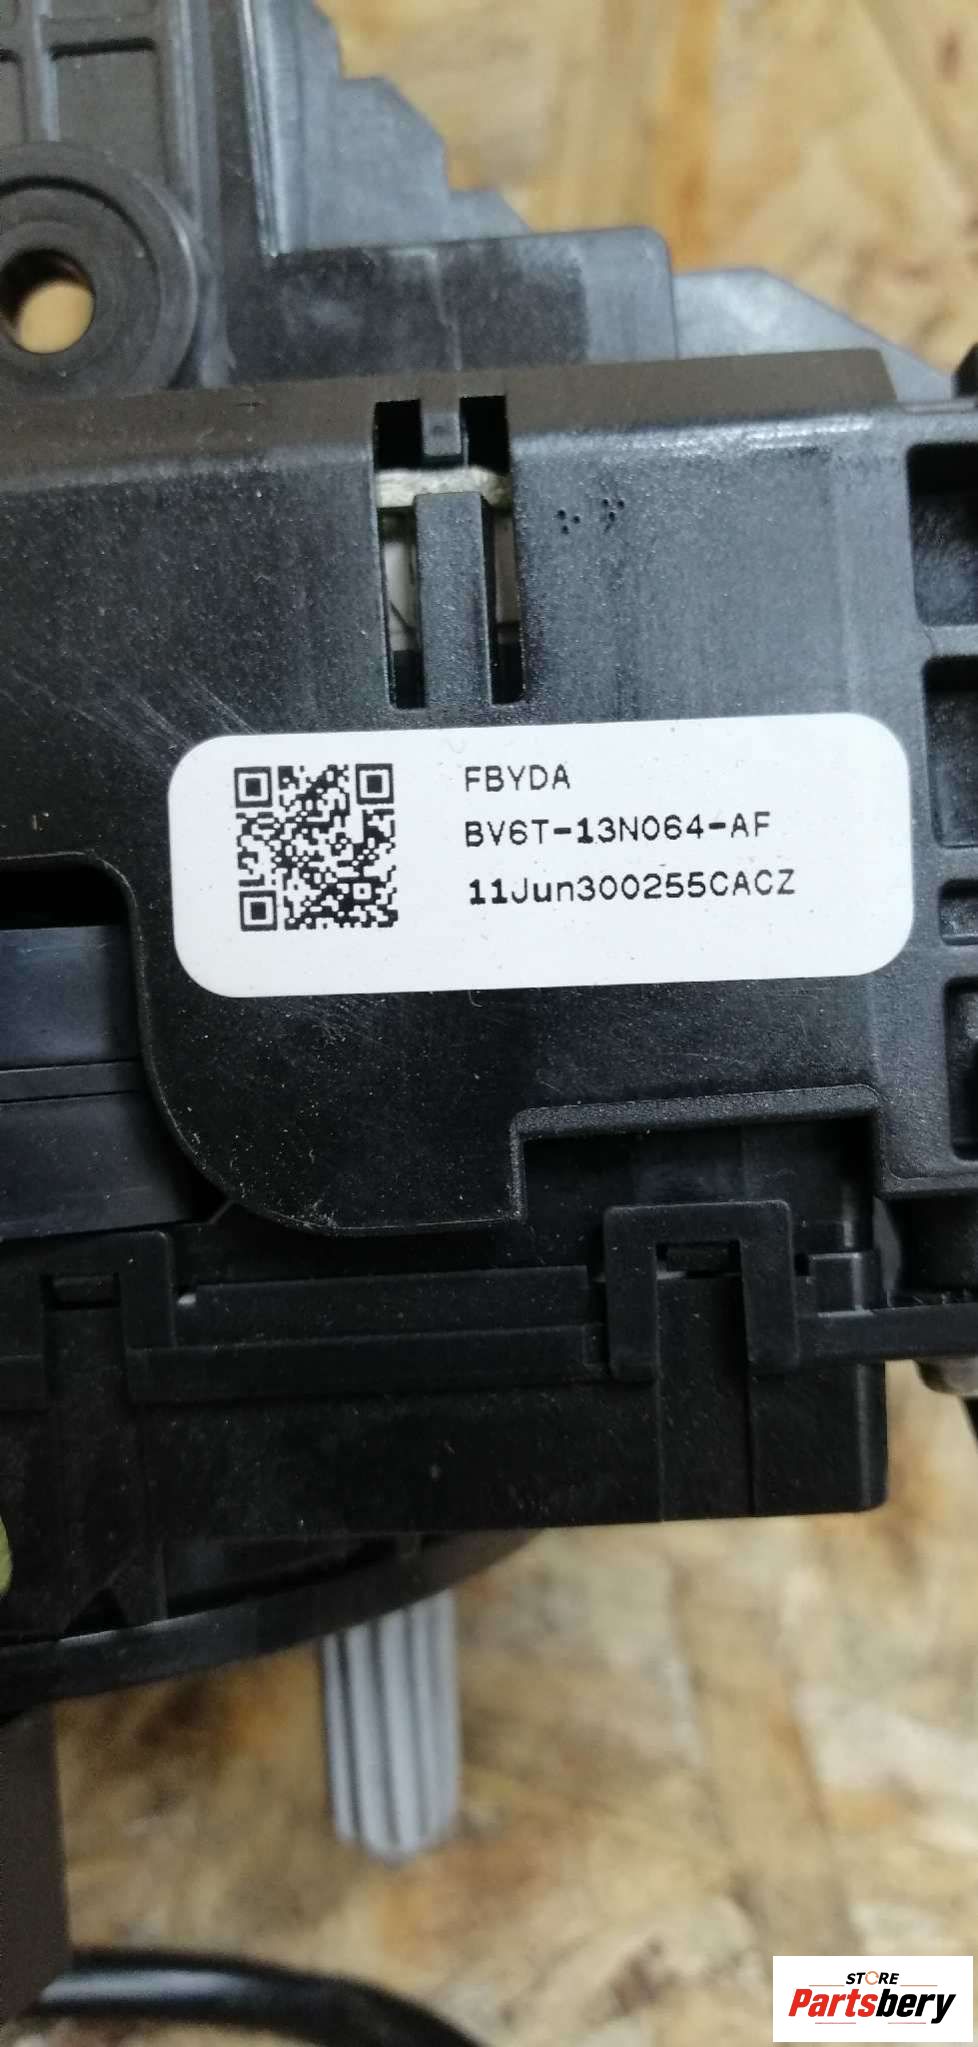 FBYDA
BV6T-13N064-AF
11Jun300255CACZ
STORE
Partsbery